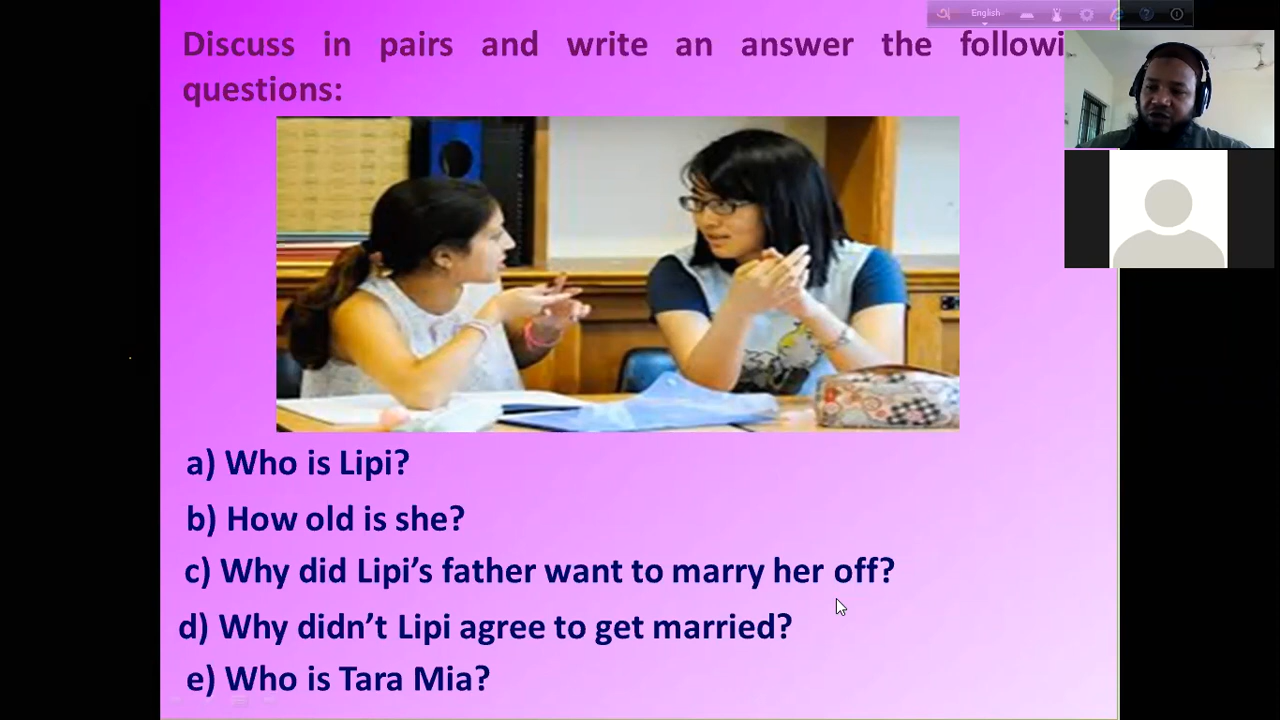 English
Discuss in pairs and write an answer the followi
questions:
a) Who is Lipi?
b) How old is she?
c) Why did Lipi’s father want to marry her off?
d) Why didn’t Lipi agree to get married?
e) Who is Tara Mia?